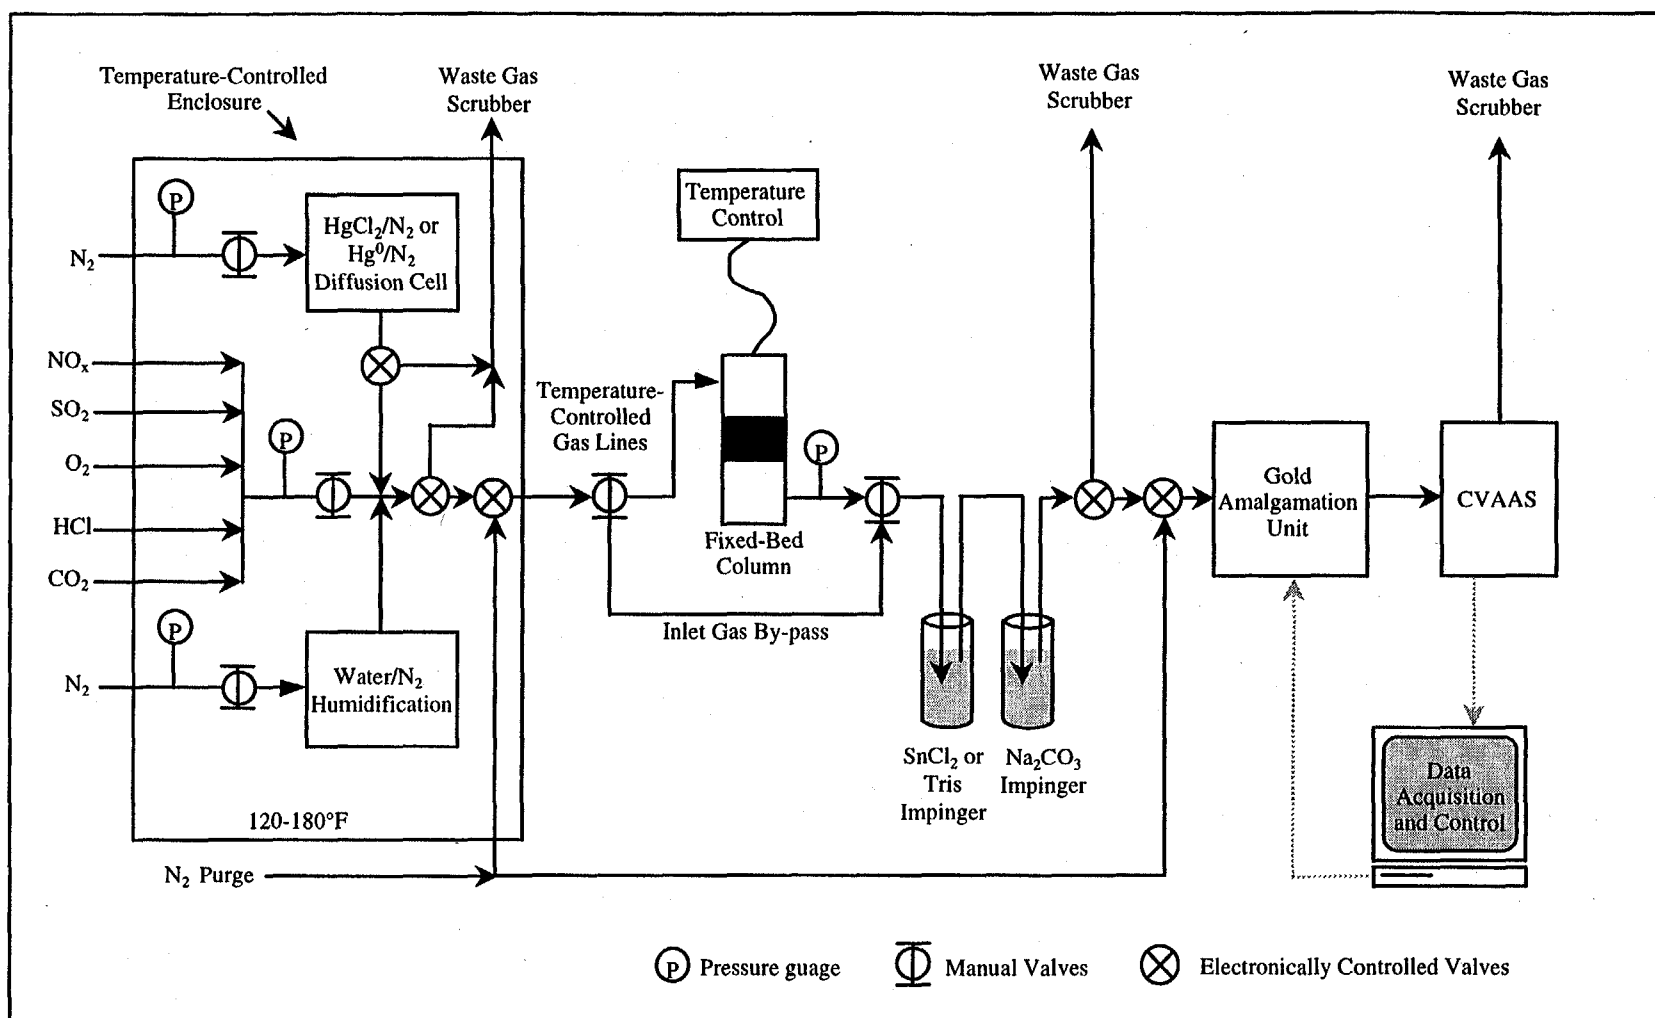 Temperature-Controlled
Enclosure
Waste Gas
Scrubber
Waste Gas
Scrubber
Waste Gas
Scrubber
P
N₂
HgCl₂/N₂ or
Hg⁰/N₂
Diffusion Cell
Temperature
Control
NOₓ
SO₂
O₂
HCl
CO₂
P
Temperature-
Controlled
Gas Lines
P
Fixed-Bed
Column
Inlet Gas By-pass
Gold
Amalgamation
Unit
CVAAS
P
N₂
Water/N₂
Humidification
120-180°F
SnCl₂ or
Tris
Impinger
Na₂CO₃
Impinger
Data
Acquisition
and Control
N₂ Purge
P Pressure guage
Manual Valves
Electronically Controlled Valves